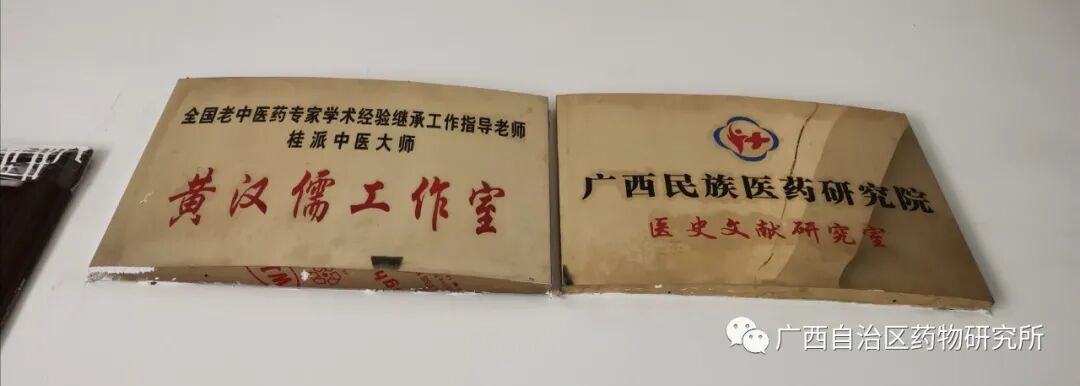 全国老中医药专家学术经验继承工作指导老师
桂派中医大师
黄汉儒工作室
广西民族医药研究院
医史文献研究室
广西自治区药物研究所